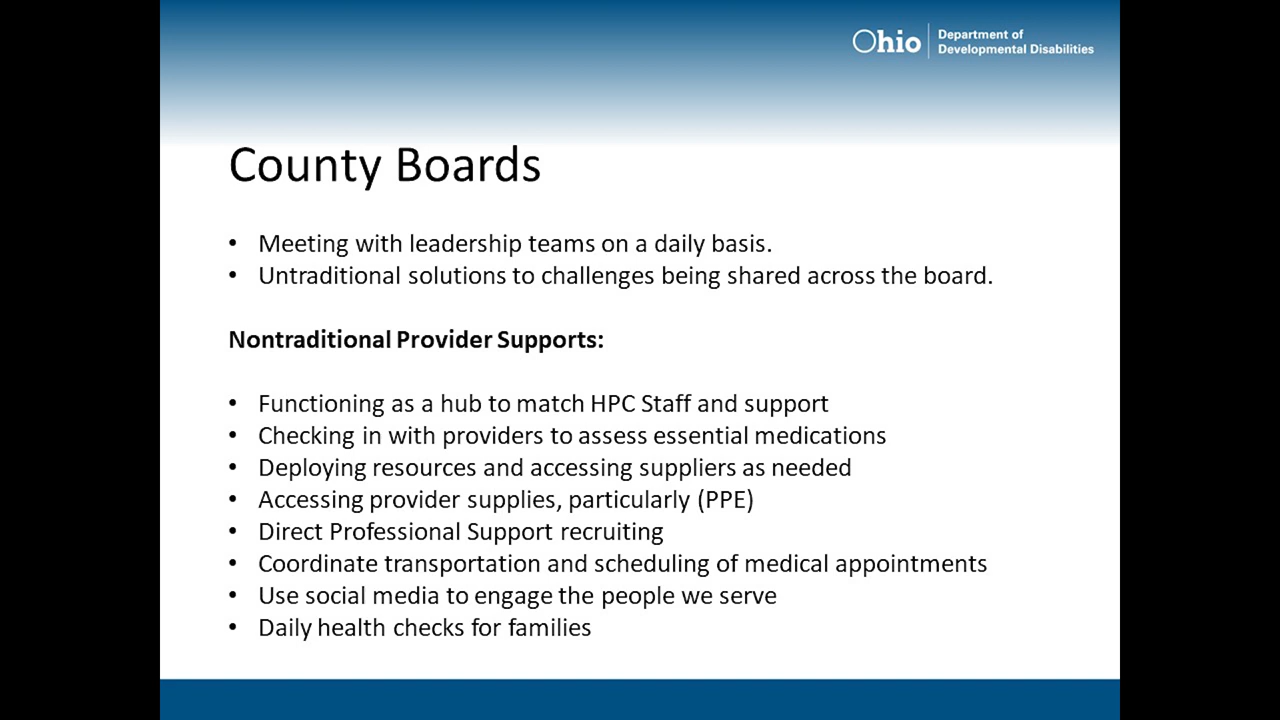 Ohio
Department of
Developmental Disabilities
County Boards
• Meeting with leadership teams on a daily basis.
• Untraditional solutions to challenges being shared across the board.
Nontraditional Provider Supports:
• Functioning as a hub to match HPC Staff and support
• Checking in with providers to assess essential medications
• Deploying resources and accessing suppliers as needed
• Accessing provider supplies, particularly (PPE)
• Direct Professional Support recruiting
• Coordinate transportation and scheduling of medical appointments
• Use social media to engage the people we serve
• Daily health checks for families